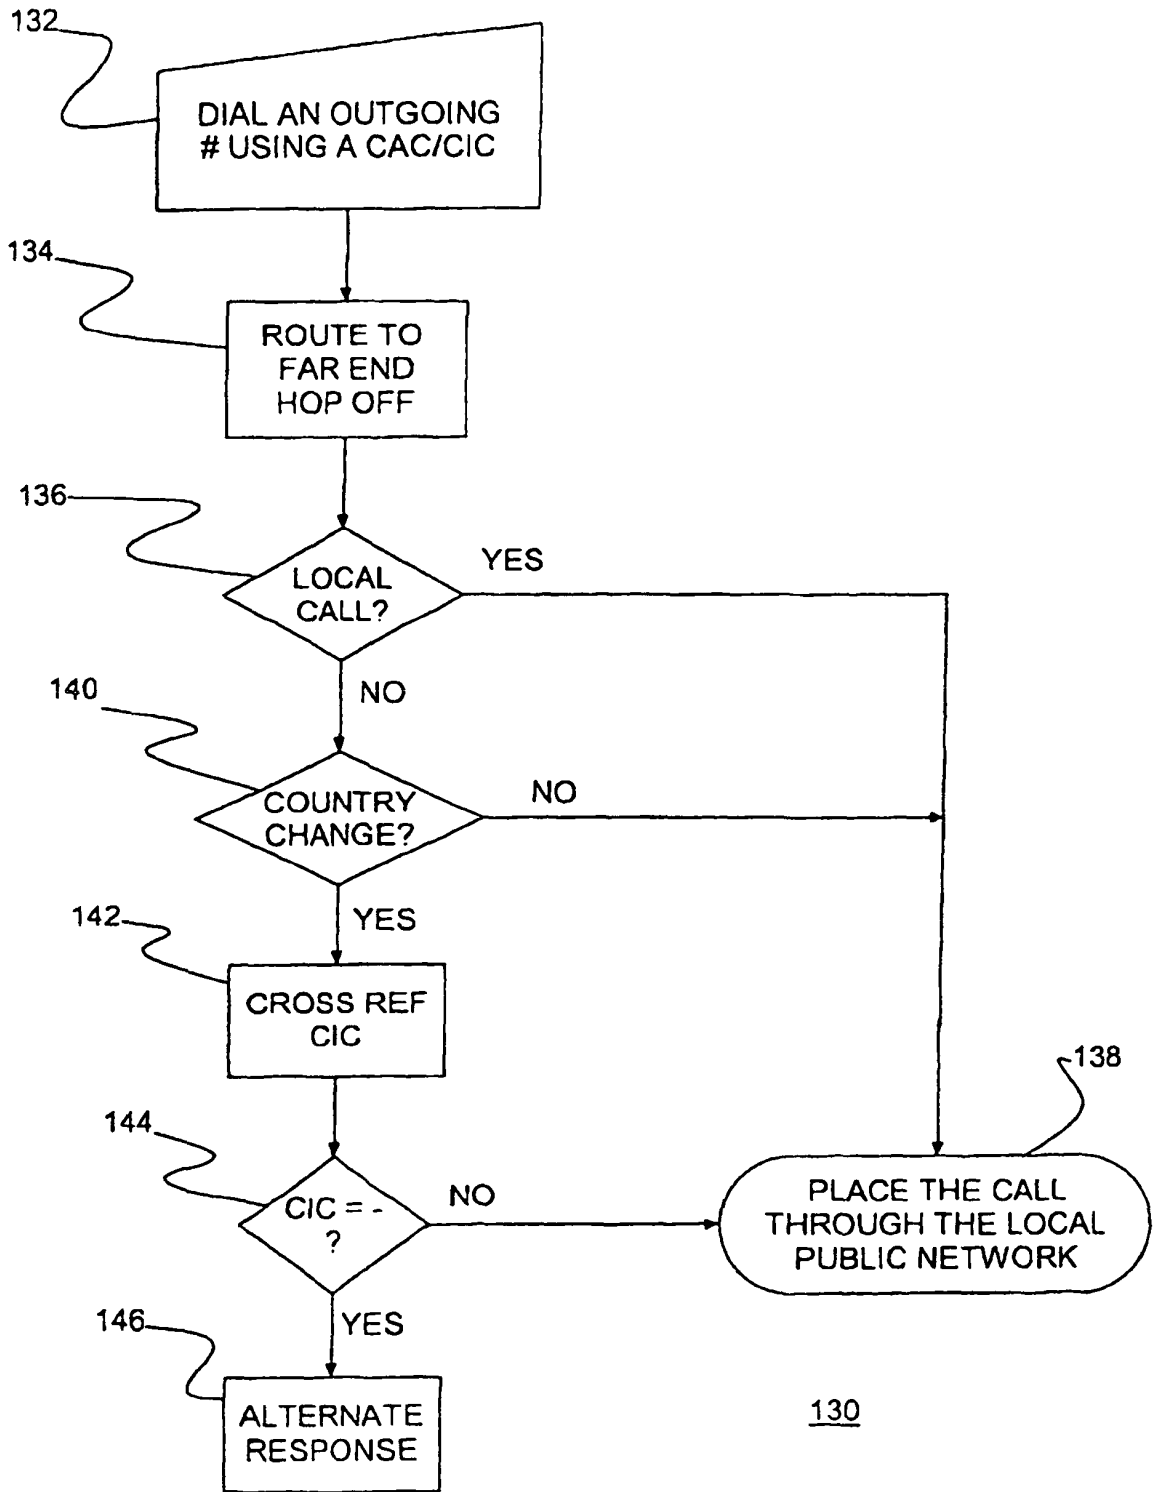 132
DIAL AN OUTGOING
# USING A CAC/CIC
134
ROUTE TO
FAR END
HOP OFF
136
LOCAL
CALL?
YES
NO
140
COUNTRY
CHANGE?
NO
YES
142
CROSS REF
CIC
144
CIC = -
?
NO
138
PLACE THE CALL
THROUGH THE LOCAL
PUBLIC NETWORK
YES
146
ALTERNATE
RESPONSE
130